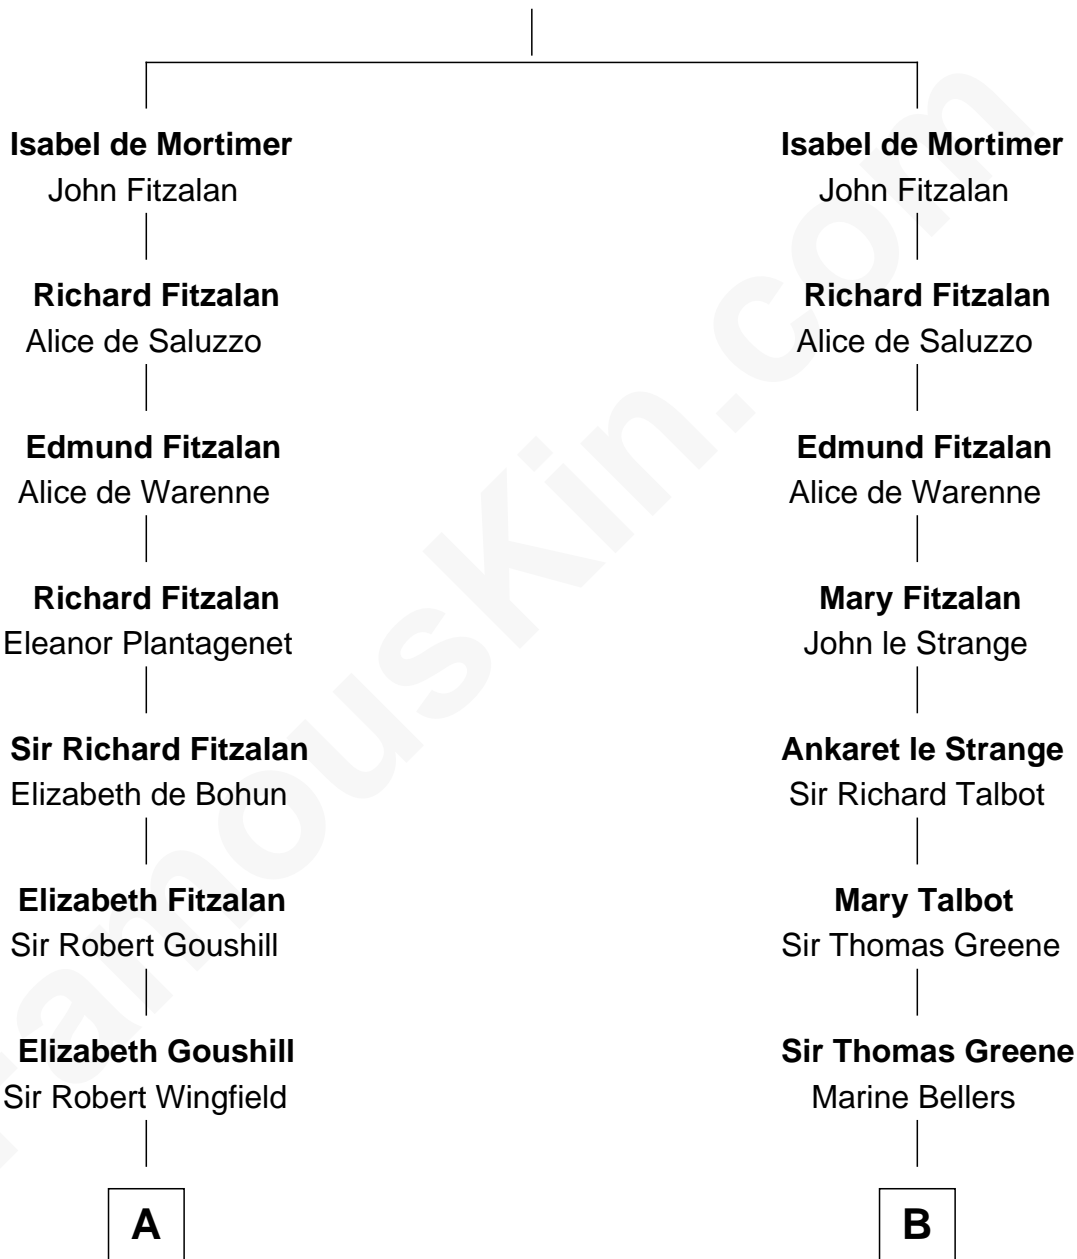 Isabel de Mortimer
John Fitzalan
Richard Fitzalan
Alice de Saluzzo
Edmund Fitzalan
Alice de Warenne
Richard Fitzalan
Eleanor Plantagenet
Sir Richard Fitzalan
Elizabeth de Bohun
Elizabeth Fitzalan
Sir Robert Goushill
Elizabeth Goushill
Sir Robert Wingfield
A
Isabel de Mortimer
John Fitzalan
Richard Fitzalan
Alice de Saluzzo
Edmund Fitzalan
Alice de Warenne
Mary Fitzalan
John le Strange
Ankaret le Strange
Sir Richard Talbot
Mary Talbot
Sir Thomas Greene
Sir Thomas Greene
Marine Bellers
B
FamousKin.com